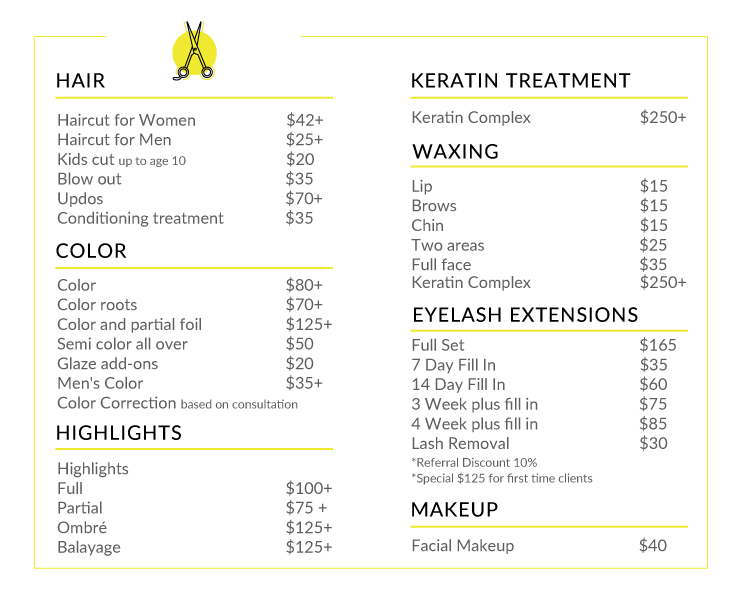 HAIR
Haircut for Women $42+
Haircut for Men $25+
Kids cut up to age 10 $20
Blow out $35
Updos $70+
Conditioning treatment $35
COLOR
Color $80+
Color roots $70+
Color and partial foil $125+
Semi color all over $50
Glaze add-ons $20
Men's Color $35+
Color Correction based on consultation
HIGHLIGHTS
Highlights
Full $100+
Partial $75 +
Ombré $125+
Balayage $125+
KERATIN TREATMENT
Keratin Complex $250+
WAXING
Lip $15
Brows $15
Chin $15
Two areas $25
Full face $35
Keratin Complex $250+
EYELASH EXTENSIONS
Full Set $165
7 Day Fill In $35
14 Day Fill In $60
3 Week plus fill in $75
4 Week plus fill in $85
Lash Removal $30
*Referral Discount 10%
*Special $125 for first time clients
MAKEUP
Facial Makeup $40